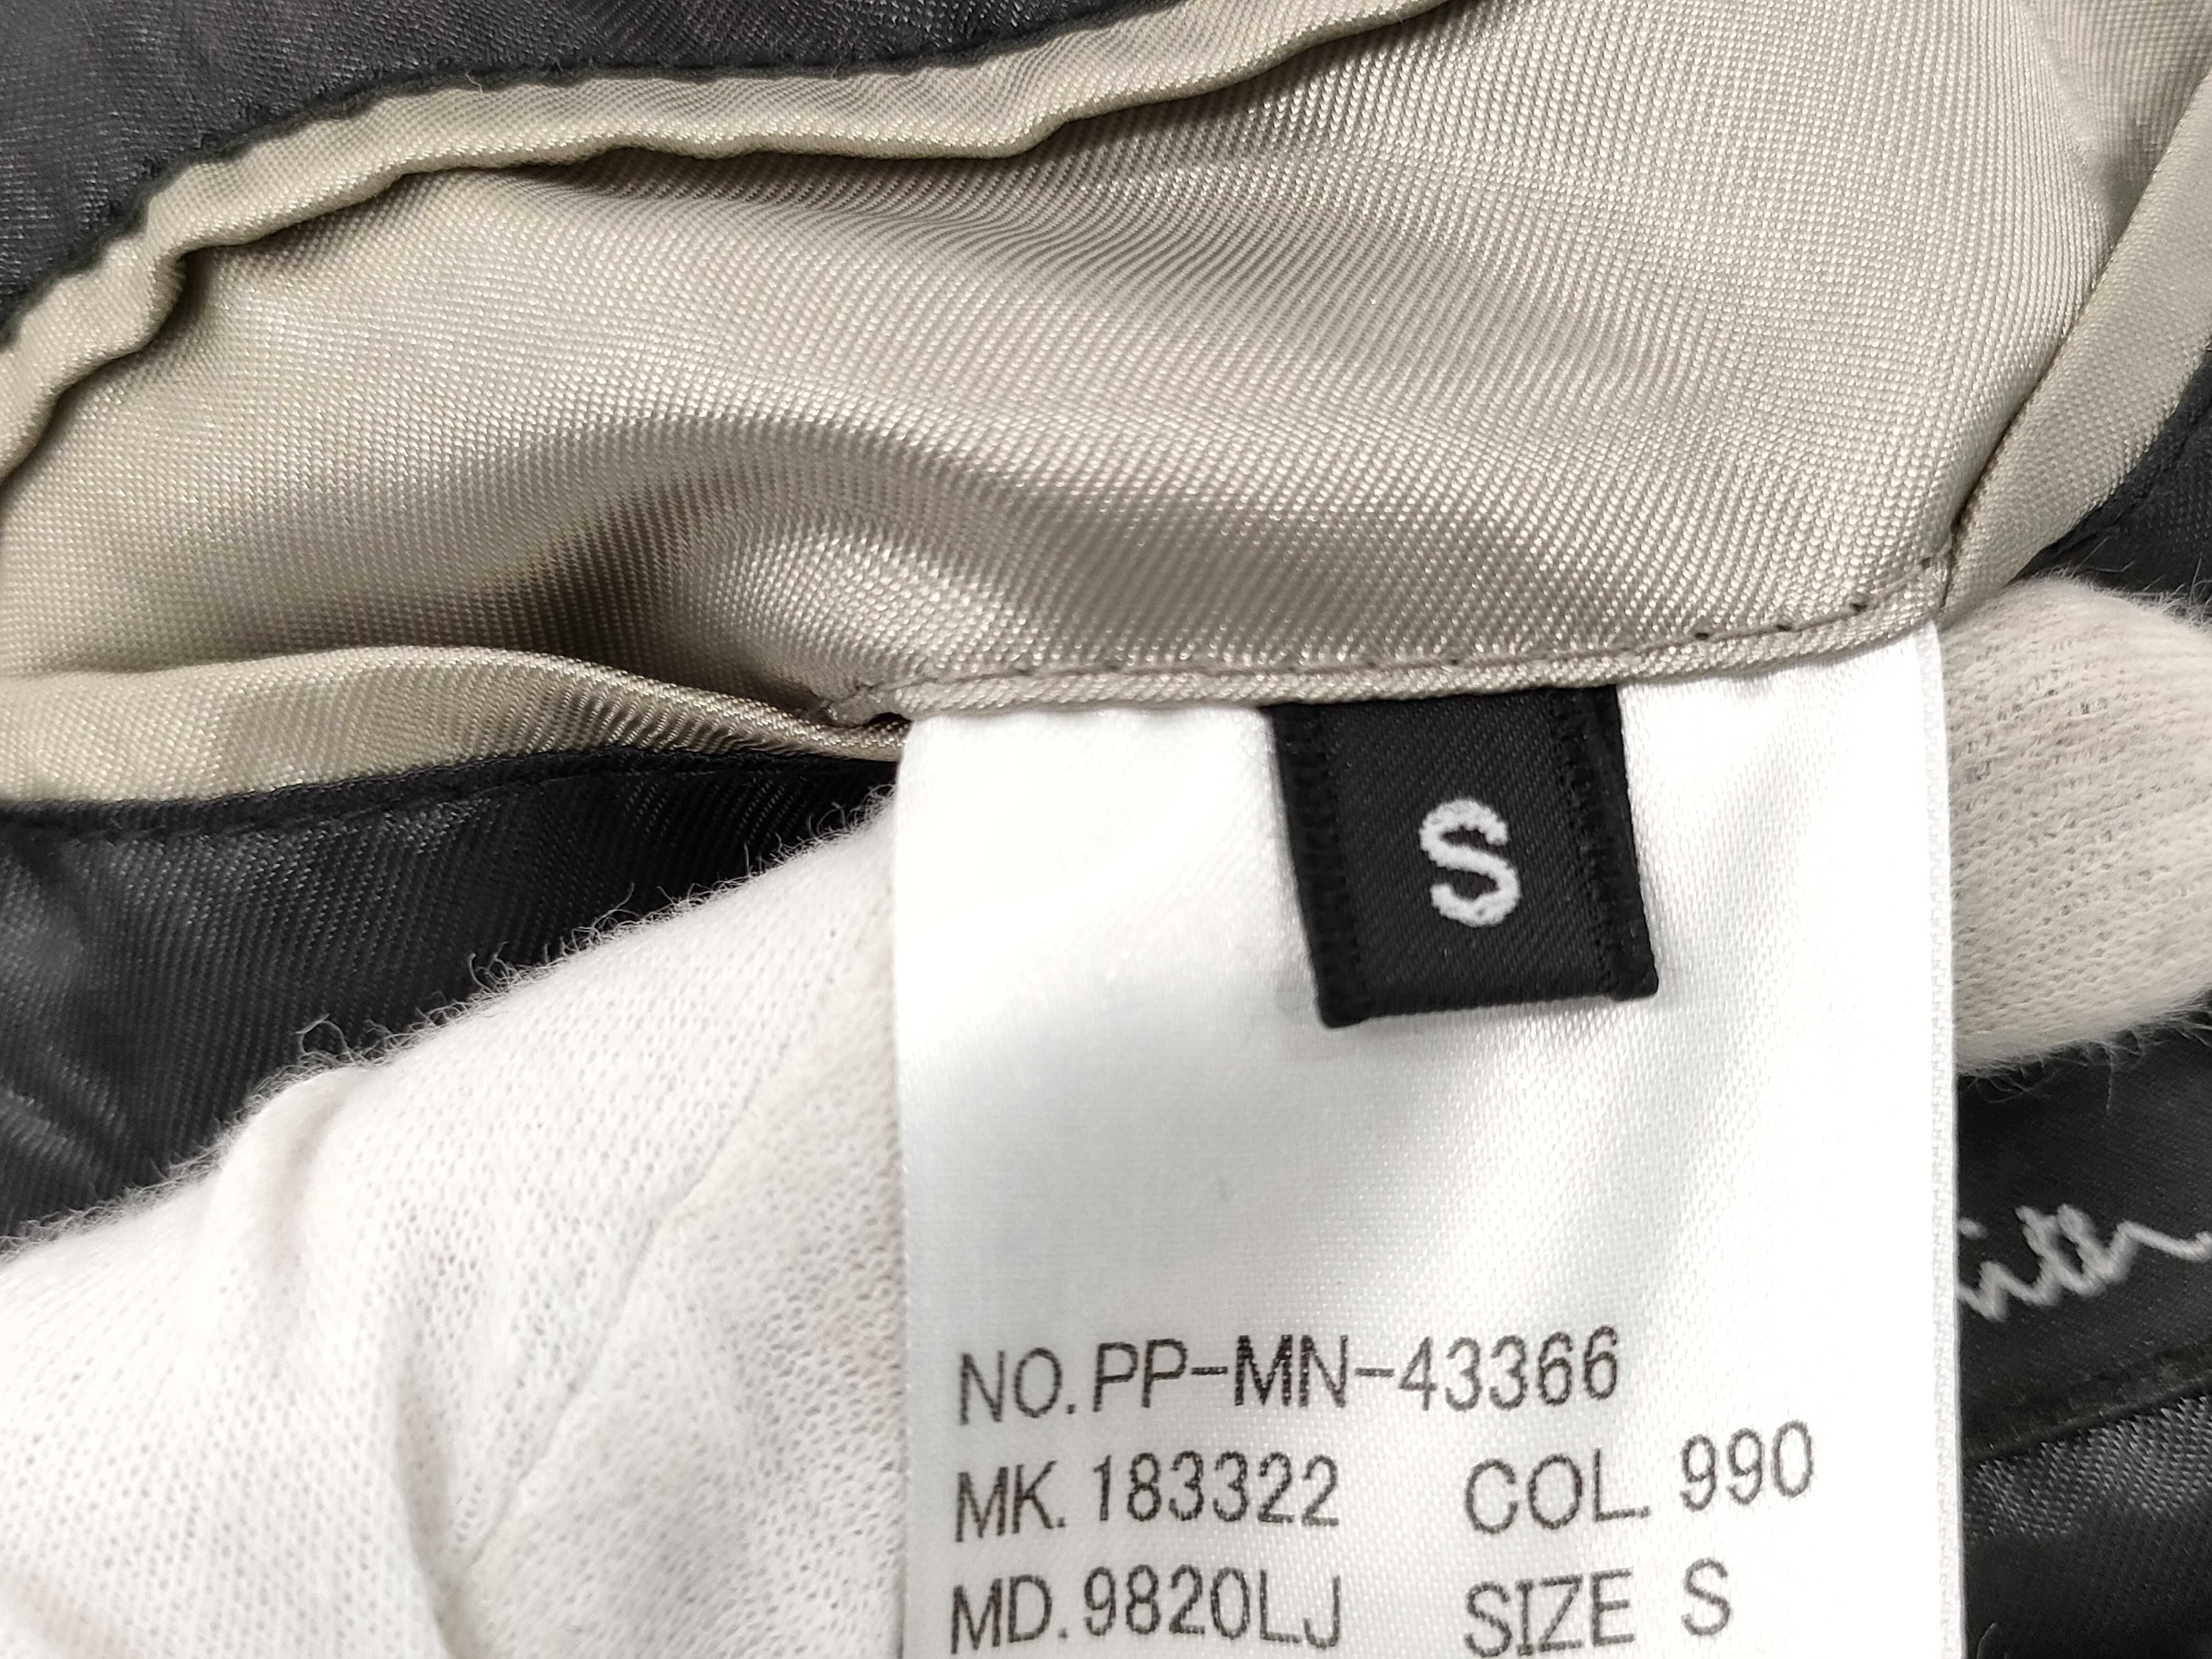 S
NO.PP-MN-43366
MK.183322 COL.990
MD.9820LJ SIZE S